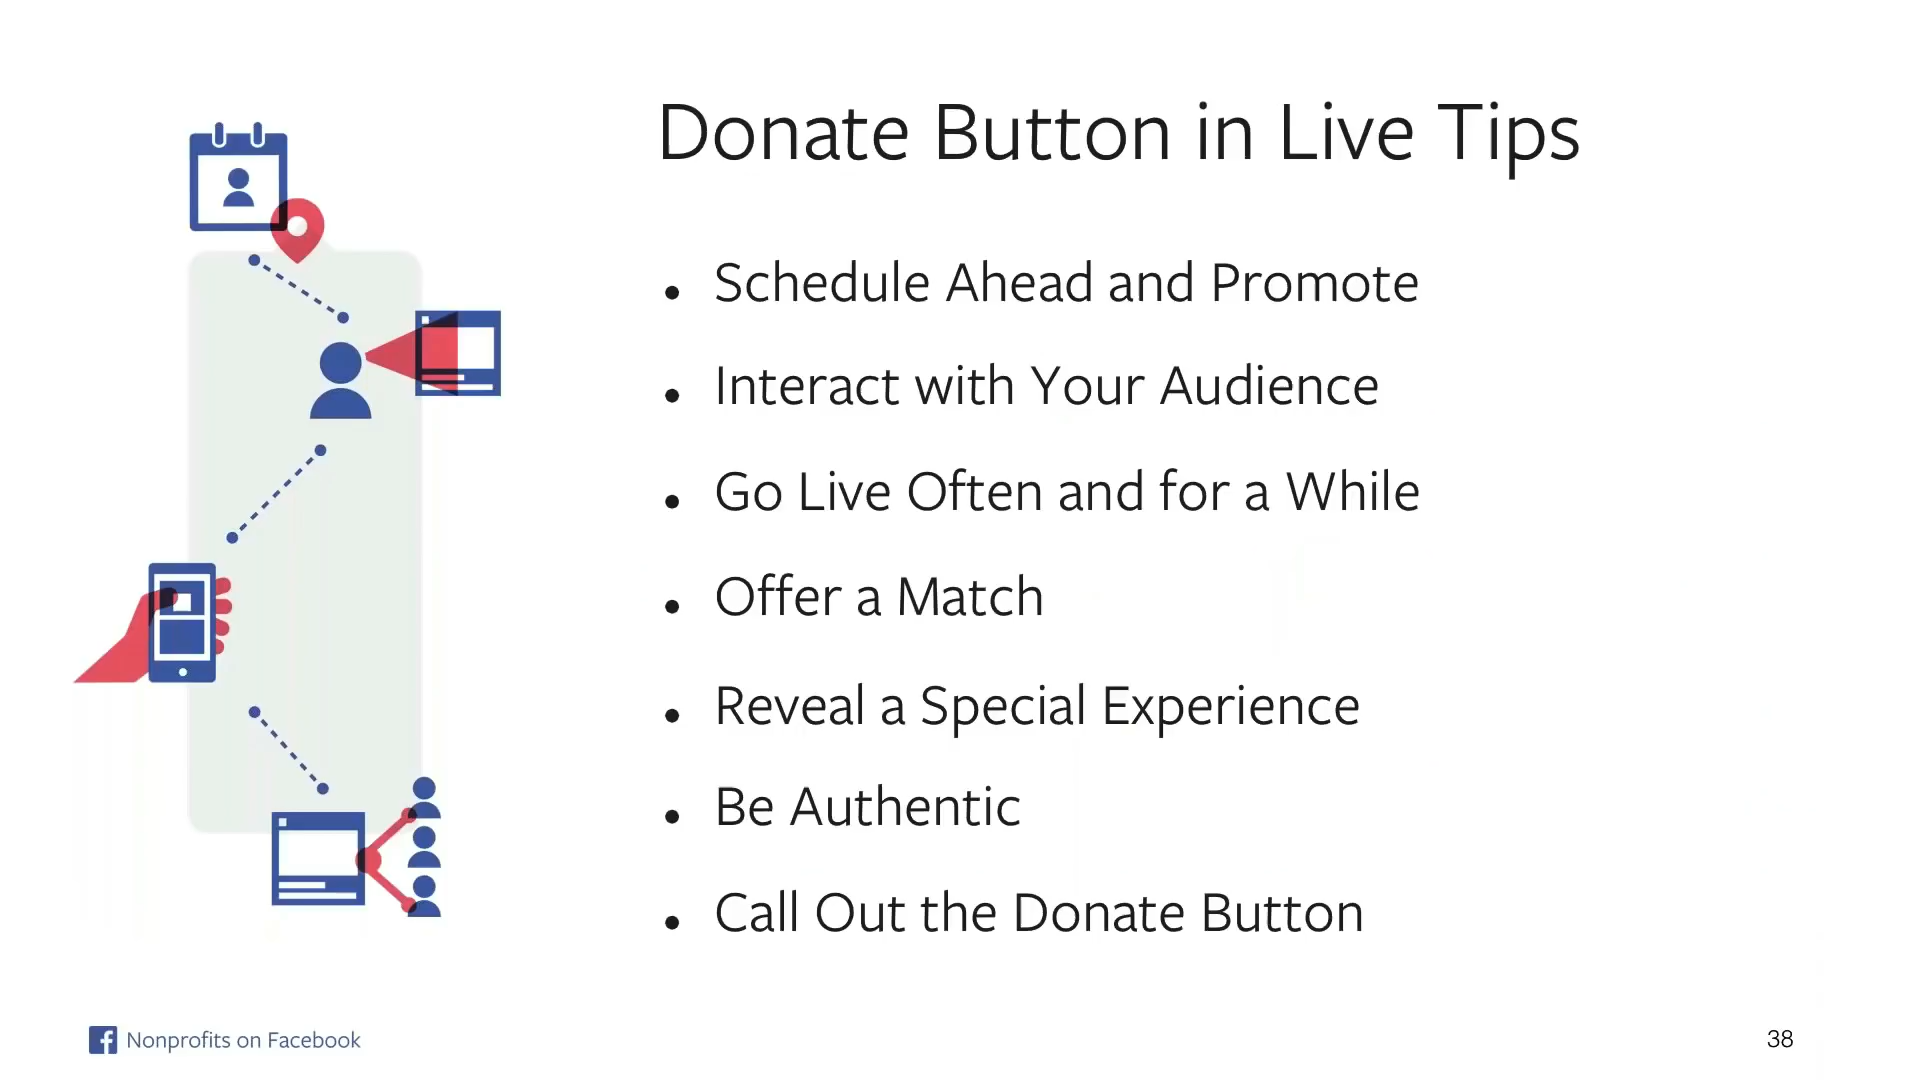 Donate Button in Live Tips
• Schedule Ahead and Promote
• Interact with Your Audience
• Go Live Often and for a While
• Offer a Match
• Reveal a Special Experience
• Be Authentic
• Call Out the Donate Button
f Nonprofits on Facebook
38